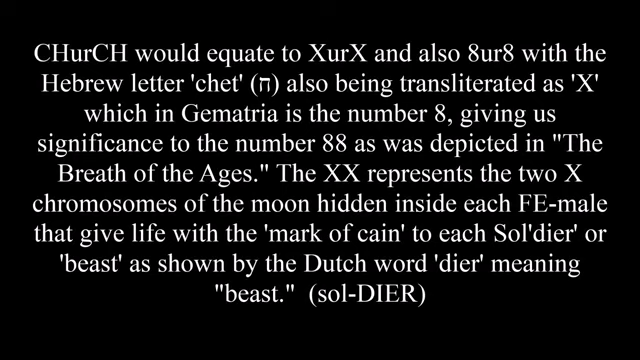 CHurCH would equate to XurX and also 8ur8 with the
Hebrew letter 'chet' (ח) also being transliterated as 'X'
which in Gematria is the number 8, giving us
significance to the number 88 as was depicted in "The
Breath of the Ages." The XX represents the two X
chromosomes of the moon hidden inside each FE-male
that give life with the 'mark of cain' to each Sol'dier' or
'beast' as shown by the Dutch word 'dier' meaning
"beast." (sol-DIER)